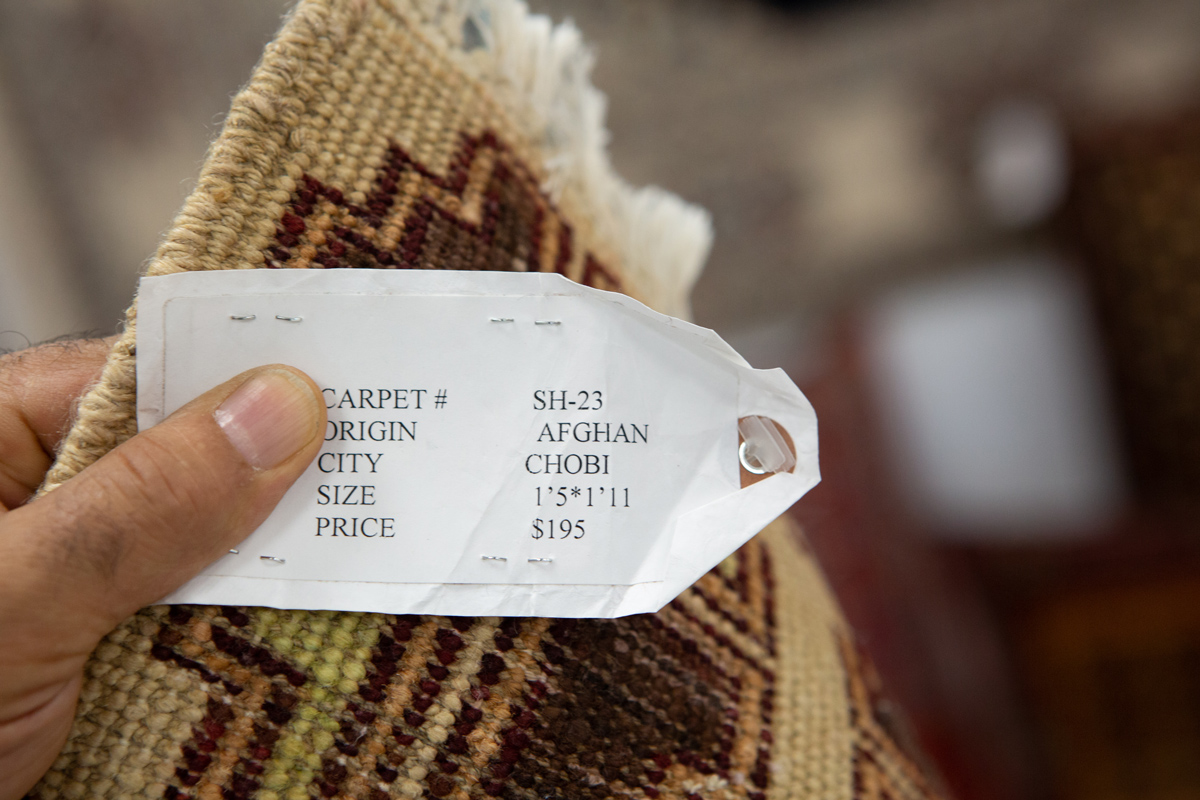 CARPET # SH-23
ORIGIN AFGHAN
CITY CHOBI
SIZE 1’5*1’11
PRICE $195